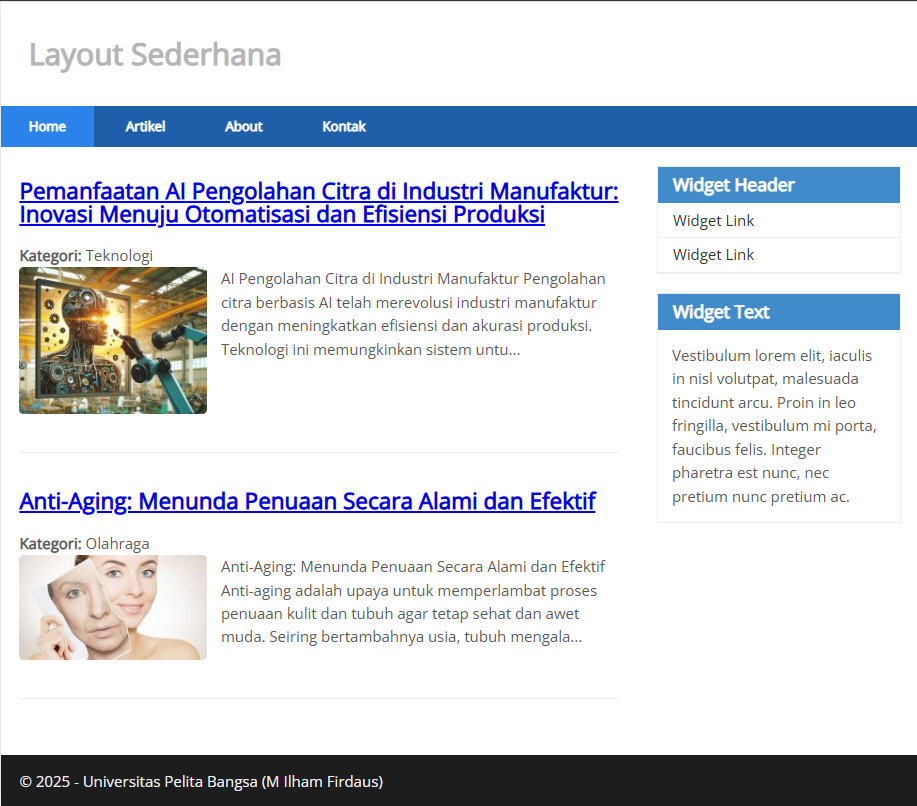 Layout Sederhana
Home Artikel About Kontak
Pemanfaatan AI Pengolahan Citra di Industri Manufaktur:
Inovasi Menuju Otomatisasi dan Efisiensi Produksi
Kategori: Teknologi
AI Pengolahan Citra di Industri Manufaktur Pengolahan
citra berbasis AI telah merevolusi industri manufaktur
dengan meningkatkan efisiensi dan akurasi produksi.
Teknologi ini memungkinkan sistem untu...
Anti-Aging: Menunda Penuaan Secara Alami dan Efektif
Kategori: Olahraga
Anti-Aging: Menunda Penuaan Secara Alami dan Efektif
Anti-aging adalah upaya untuk memperlambat proses
penuaan kulit dan tubuh agar tetap sehat dan awet
muda. Seiring bertambahnya usia, tubuh mengala...
Widget Header
Widget Link
Widget Link
Widget Text
Vestibulum lorem elit, iaculis
in nisl volutpat, malesuada
tincidunt arcu. Proin in leo
fringilla, vestibulum mi porta,
faucibus felis. Integer
pharetra est nunc, nec
pretium nunc pretium ac.
© 2025 - Universitas Pelita Bangsa (M Ilham Firdaus)